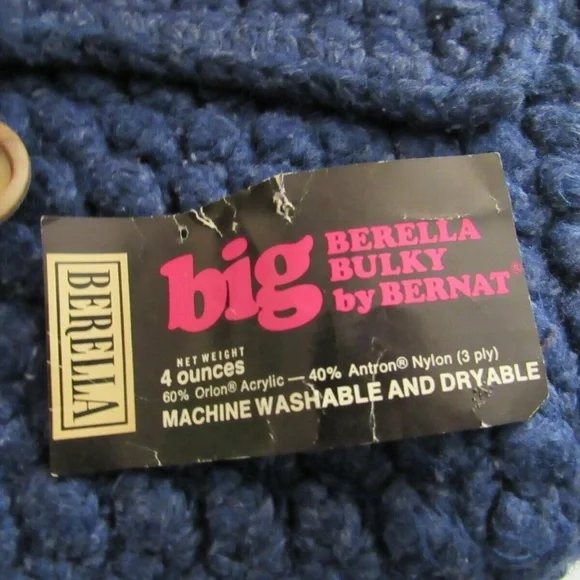 BERELLA
big
BERELLA
BULKY
by BERNAT®
NET WEIGHT
4 ounces
60% Orlon® Acrylic — 40% Antron® Nylon (3 ply)
MACHINE WASHABLE AND DRYABLE